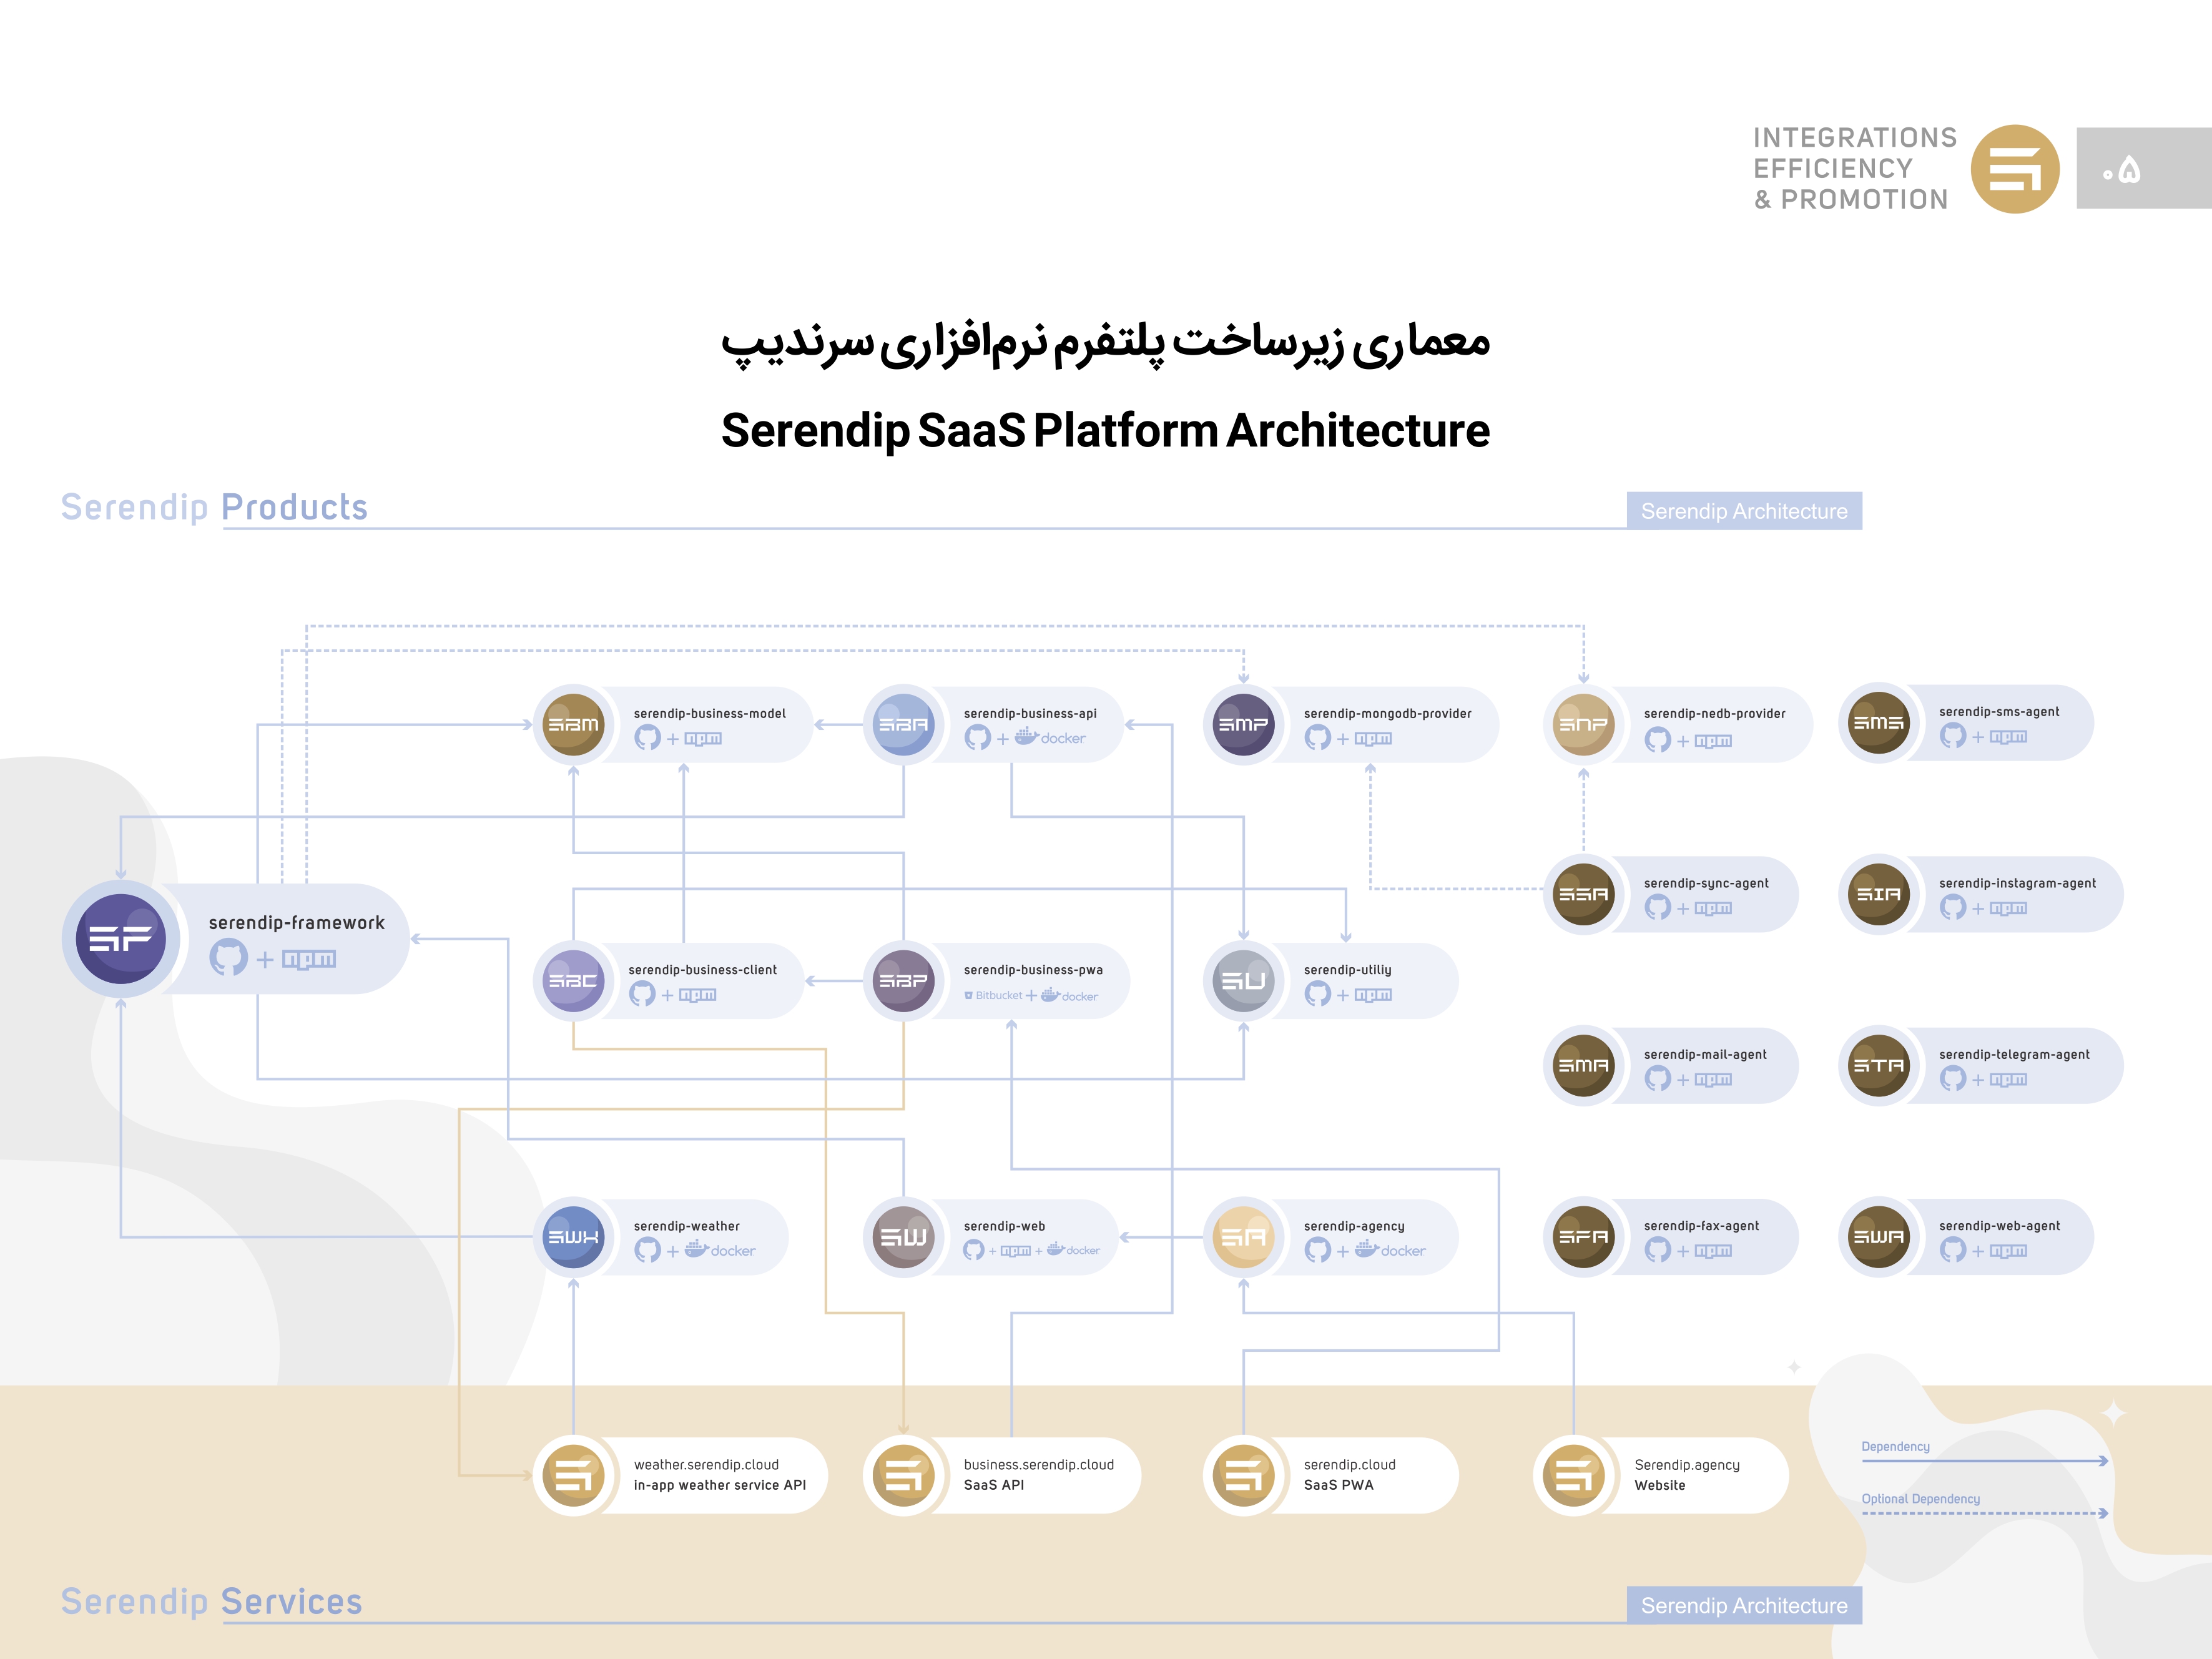 INTEGRATIONS
EFFICIENCY
& PROMOTION
۰۵
معماری زیرساخت پلتفرم نرم‌افزاری سرندیپ
Serendip SaaS Platform Architecture
Serendip Products
Serendip Architecture
SBM
serendip-business-model
+ npm
SBA
serendip-business-api
+ docker
SMP
serendip-mongodb-provider
+ npm
SNP
serendip-nedb-provider
+ npm
SMS
serendip-sms-agent
+ npm
SF
serendip-framework
+ npm
SSA
serendip-sync-agent
+ npm
SIA
serendip-instagram-agent
+ npm
SBC
serendip-business-client
+ npm
SBP
serendip-business-pwa
Bitbucket + docker
SU
serendip-utiliy
+ npm
SMA
serendip-mail-agent
+ npm
STA
serendip-telegram-agent
+ npm
SWH
serendip-weather
+ docker
SW
serendip-web
+ npm + docker
SA
serendip-agency
+ docker
SFA
serendip-fax-agent
+ npm
SWA
serendip-web-agent
+ npm
weather.serendip.cloud
in-app weather service API
business.serendip.cloud
SaaS API
serendip.cloud
SaaS PWA
Serendip.agency
Website
Dependency
Optional Dependency
Serendip Services
Serendip Architecture